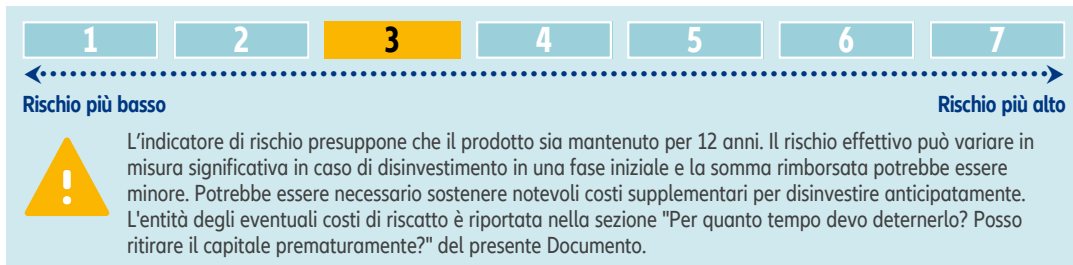 1 2 3 4 5 6 7
Rischio più basso Rischio più alto
L'indicatore di rischio presuppone che il prodotto sia mantenuto per 12 anni. Il rischio effettivo può variare in
misura significativa in caso di disinvestimento in una fase iniziale e la somma rimborsata potrebbe essere
minore. Potrebbe essere necessario sostenere notevoli costi supplementari per disinvestire anticipatamente.
L'entità degli eventuali costi di riscatto è riportata nella sezione "Per quanto tempo devo deternerlo? Posso
ritirare il capitale prematuramente?" del presente Documento.